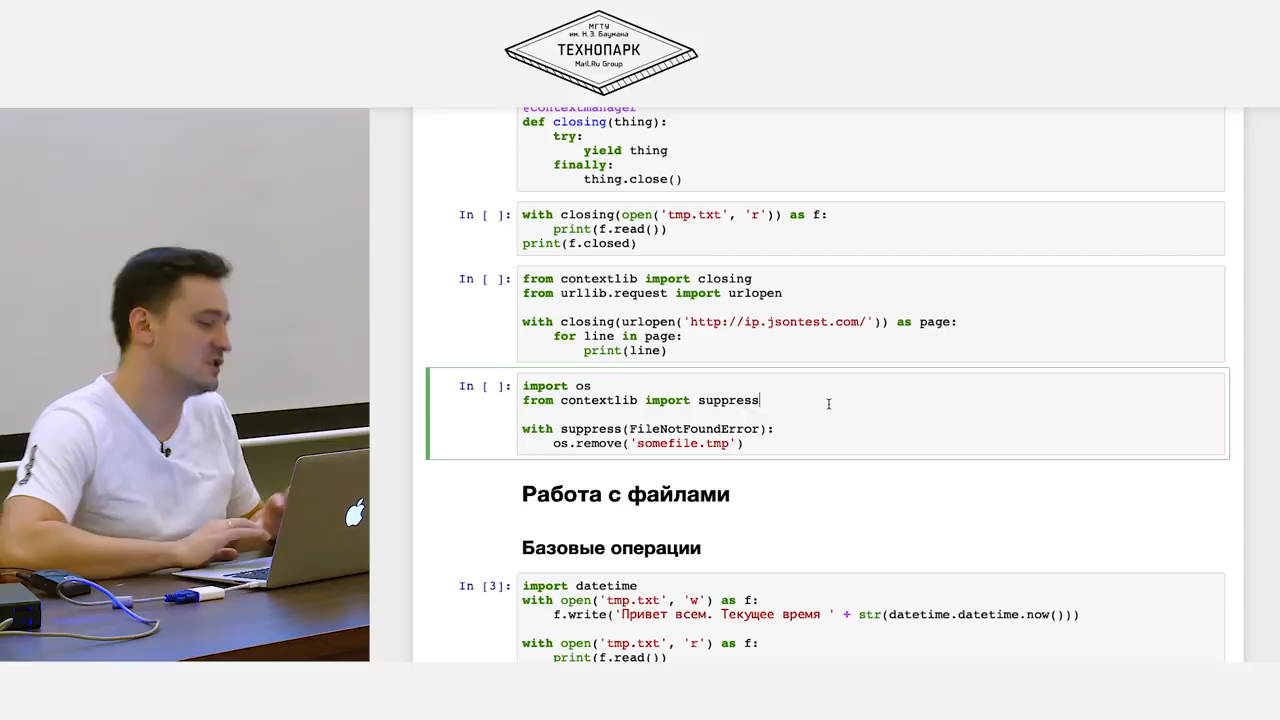 МГТУ
им. Н.Э. Баумана
ТЕХНОПАРК
Mail.Ru Group
@contextmanager
def closing(thing):
try:
yield thing
finally:
thing.close()
In [ ]: with closing(open('tmp.txt', 'r')) as f:
print(f.read())
print(f.closed)
In [ ]: from contextlib import closing
from urllib.request import urlopen
with closing(urlopen('http://ip.jsontest.com/')) as page:
for line in page:
print(line)
In [ ]: import os
from contextlib import suppress
with suppress(FileNotFoundError):
os.remove('somefile.tmp')
Работа с файлами
Базовые операции
In [3]: import datetime
with open('tmp.txt', 'w') as f:
f.write('Привет всем. Текущее время ' + str(datetime.datetime.now()))
with open('tmp.txt', 'r') as f:
print(f.read())